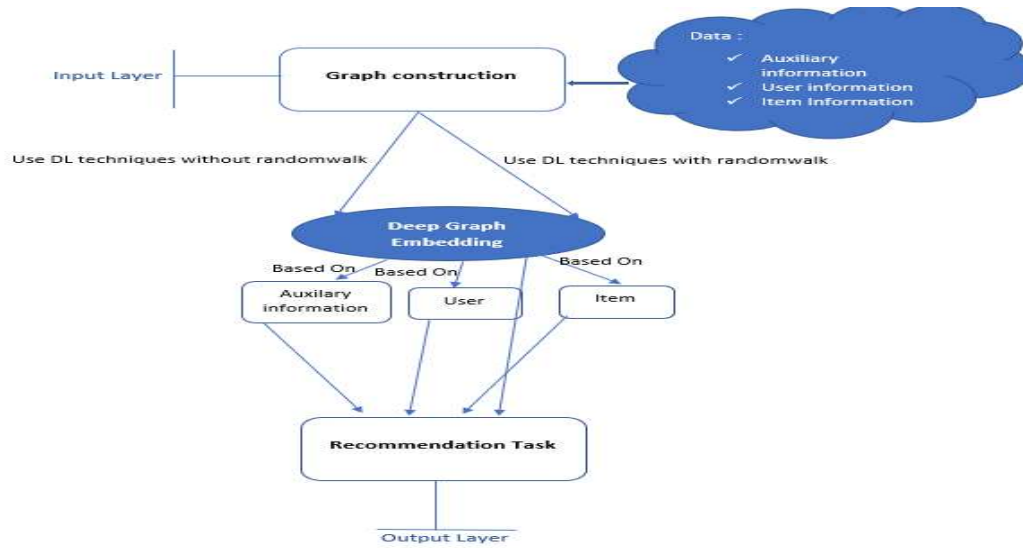 Data :
✓ Auxiliary
information
✓ User information
✓ Item Information
Input Layer
Graph construction
Use DL techniques without randomwalk
Use DL techniques with randomwalk
Deep Graph
Embedding
Based On
Based On
Based On
Auxilary
information
User
Item
Recommendation Task
Output Layer